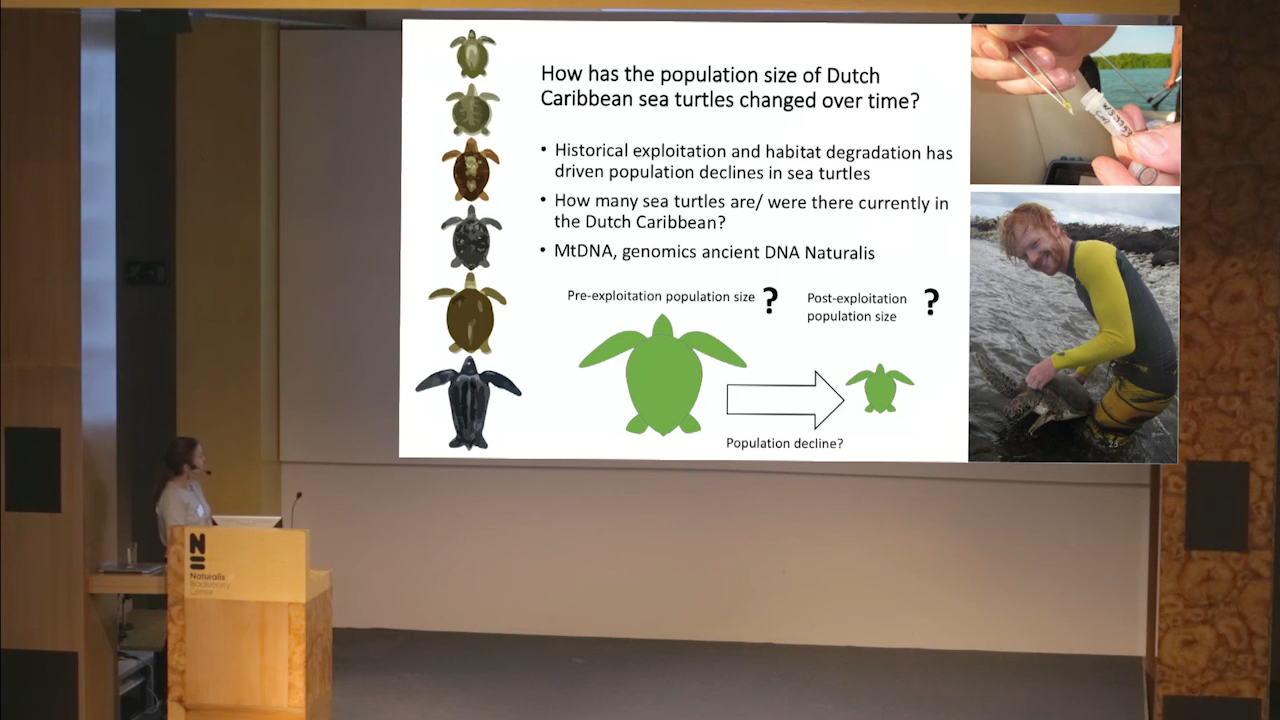 How has the population size of Dutch
Caribbean sea turtles changed over time?
• Historical exploitation and habitat degradation has
driven population declines in sea turtles
• How many sea turtles are/ were there currently in
the Dutch Caribbean?
• MtDNA, genomics ancient DNA Naturalis
Pre-exploitation population size ?
Post-exploitation
population size ?
Population decline?
23
N
Naturalis
Biodiversity
Center